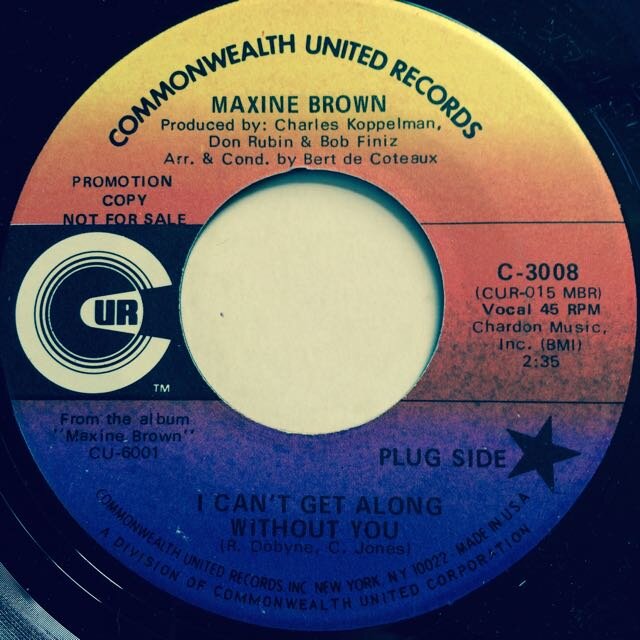 COMMONWEALTH UNITED RECORDS
MAXINE BROWN
Produced by: Charles Koppelman,
Don Rubin & Bob Finiz
Arr. & Cond. by Bert de Coteaux
PROMOTION
COPY
NOT FOR SALE
CUR
TM
C-3008
(CUR-015 MBR)
Vocal 45 RPM
Chardon Music,
Inc. (BMI)
2:35
From the album
"Maxine Brown"
CU-6001
PLUG SIDE
I CAN'T GET ALONG
WITHOUT YOU
(R. Dobyne, C. Jones)
COMMONWEALTH UNITED RECORDS INC NEW YORK, NY 10022 MADE IN U.S.A
A DIVISION OF COMMONWEALTH UNITED CORPORATION